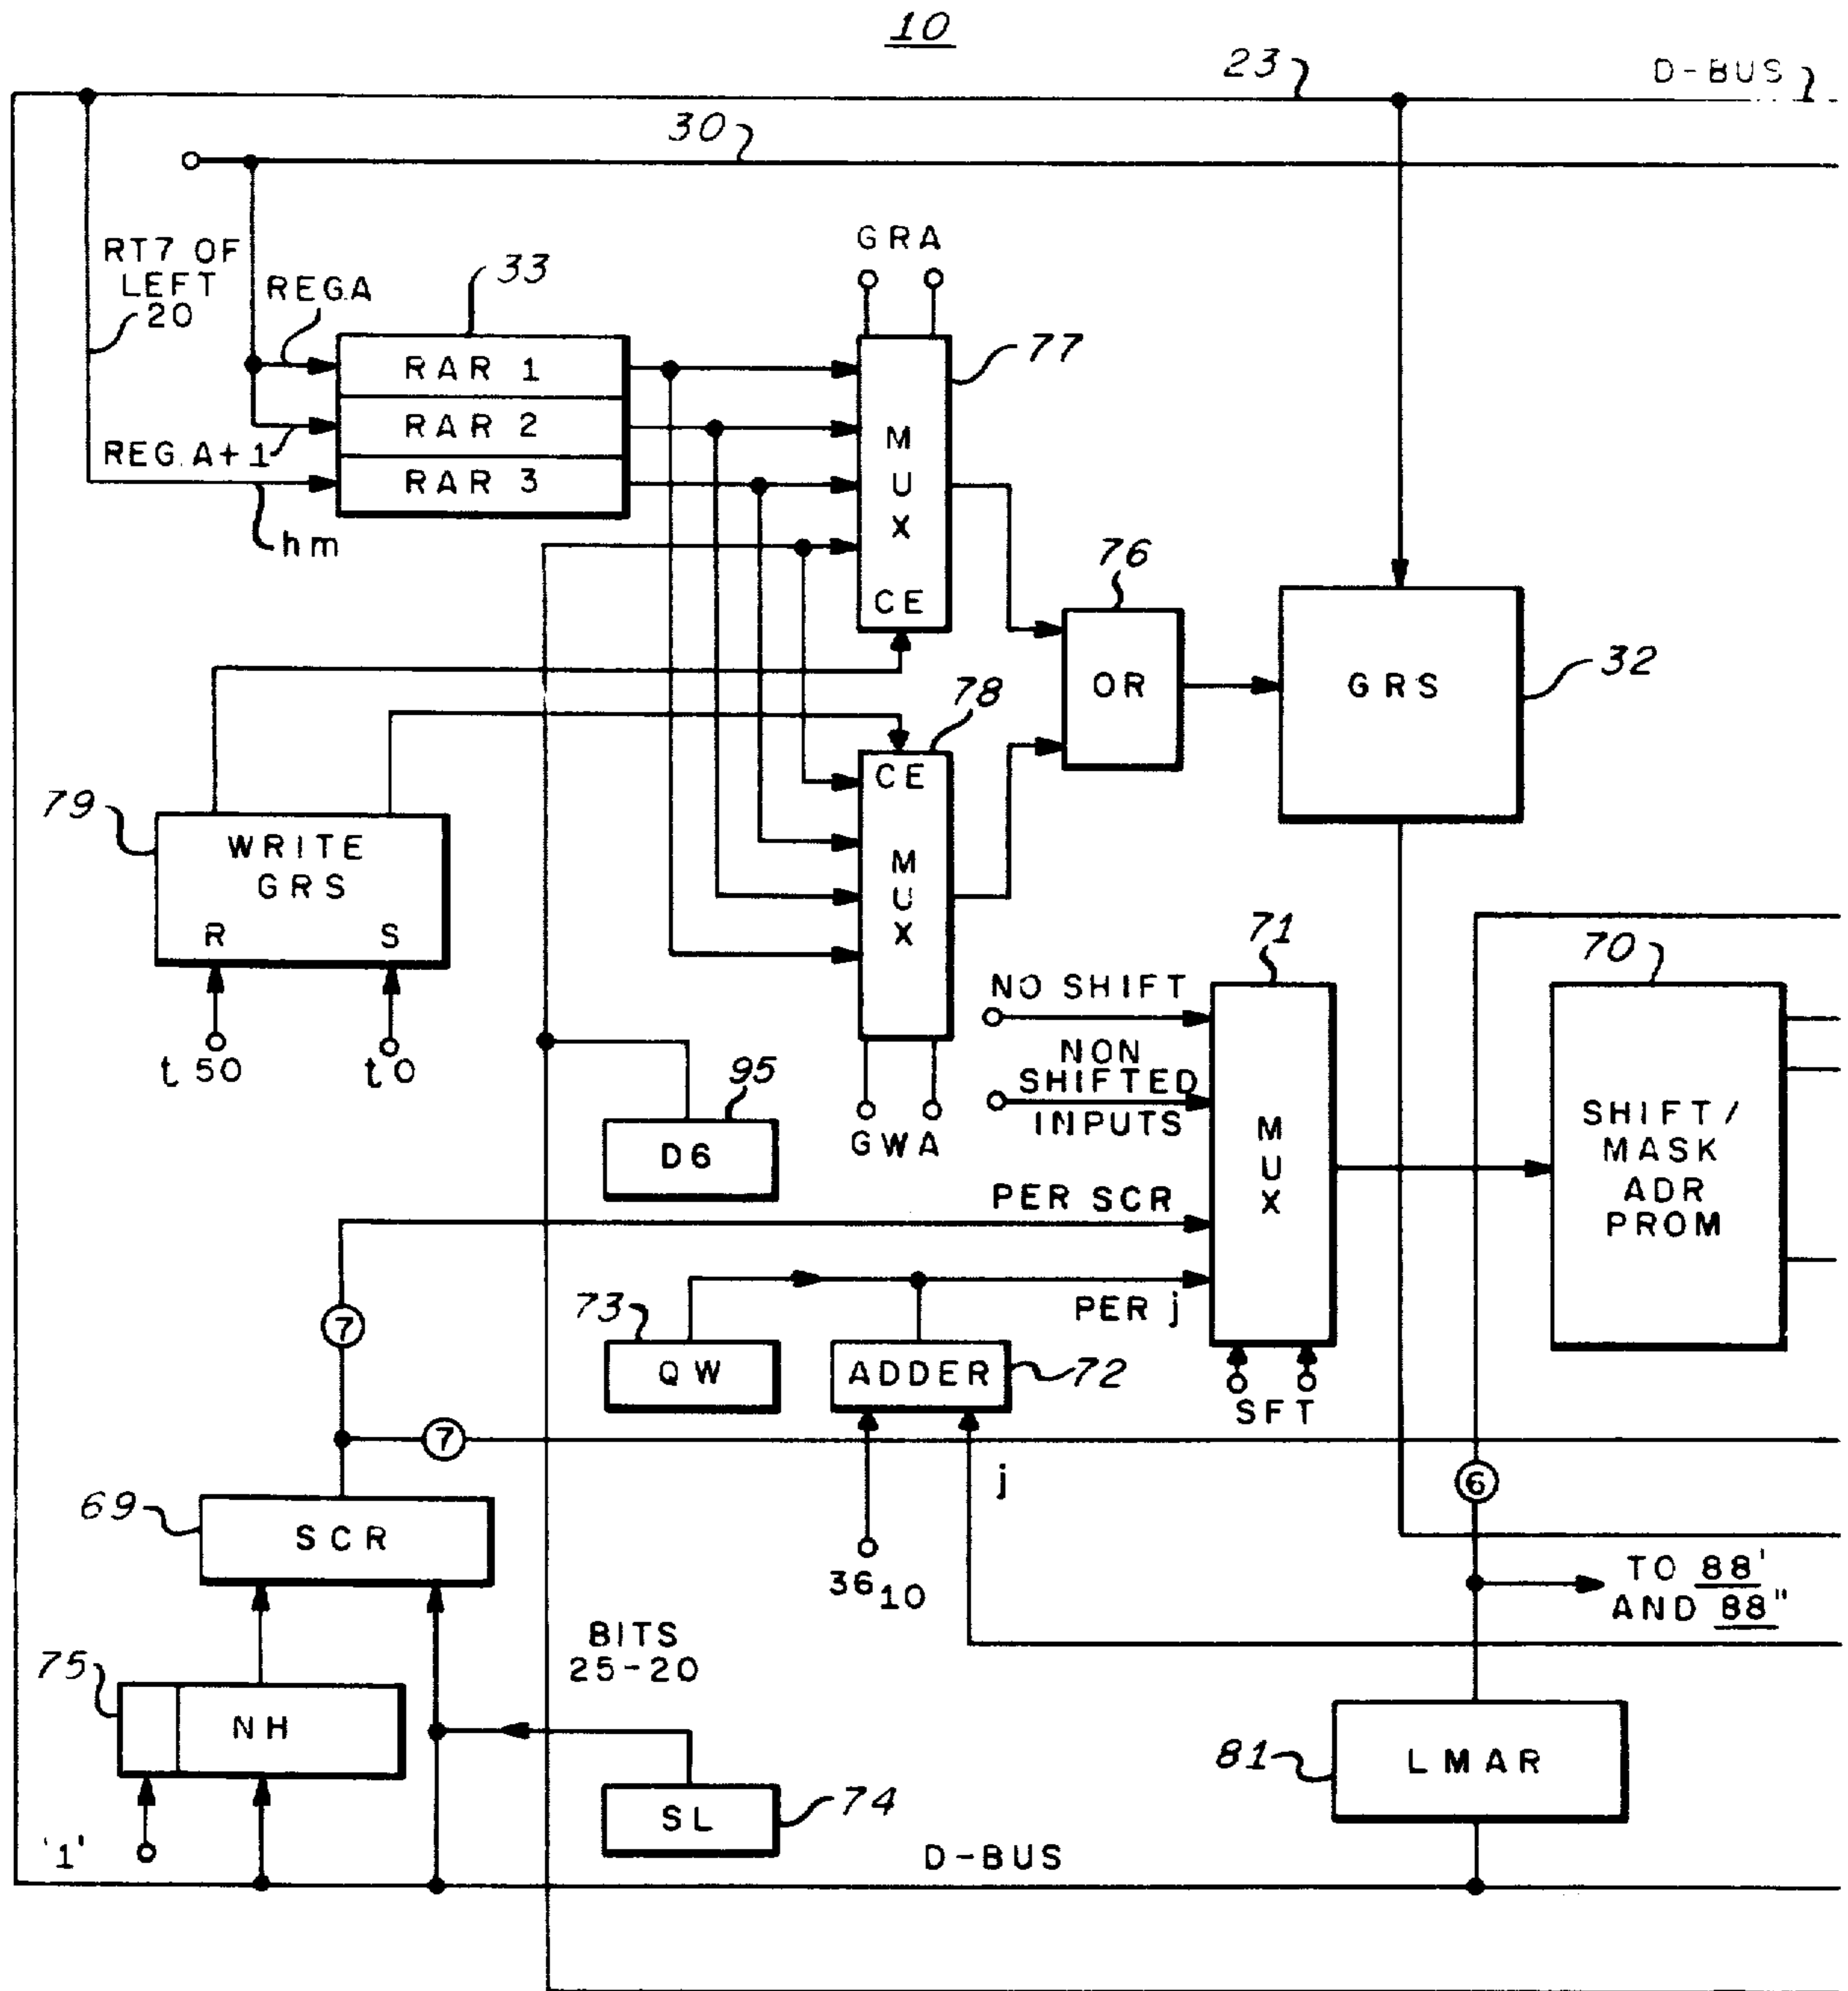 10
23
D-BUS
30
RT7 OF
LEFT
20
REG.A
33
GRA
RAR 1
RAR 2
RAR 3
REG.A+1
hm
77
MUX
CE
76
OR
GRS
32
78
CE
MUX
79
WRITE
GRS
R
S
t 50
t 0
GWA
95
D6
71
NO SHIFT
NON
SHIFTED
INPUTS
MUX
PER SCR
PER j
SFT
70
SHIFT/
MASK
ADR
PROM
7
73
QW
ADDER
72
7
j
6
69
SCR
36₁₀
TO 88'
AND 88"
BITS
25-20
75
NH
'1'
SL
74
81
LMAR
D-BUS